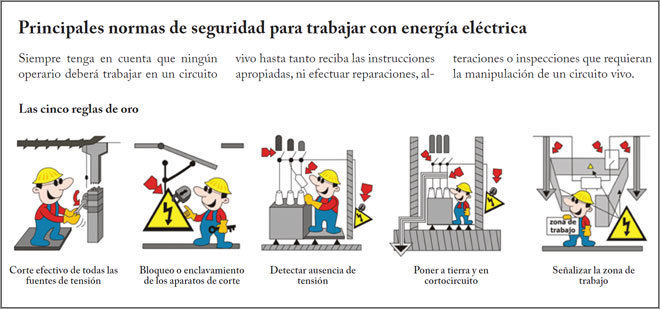 Principales normas de seguridad para trabajar con energía eléctrica
Siempre tenga en cuenta que ningún
operario deberá trabajar en un circuito
vivo hasta tanto reciba las instrucciones
apropiadas, ni efectuar reparaciones, al-
teraciones o inspecciones que requieran
la manipulación de un circuito vivo.
Las cinco reglas de oro
zona de
trabajo
Corte efectivo de todas las
fuentes de tensión
Bloqueo o enclavamiento
de los aparatos de corte
Detectar ausencia de
tensión
Poner a tierra y en
cortocircuito
Señalizar la zona de
trabajo